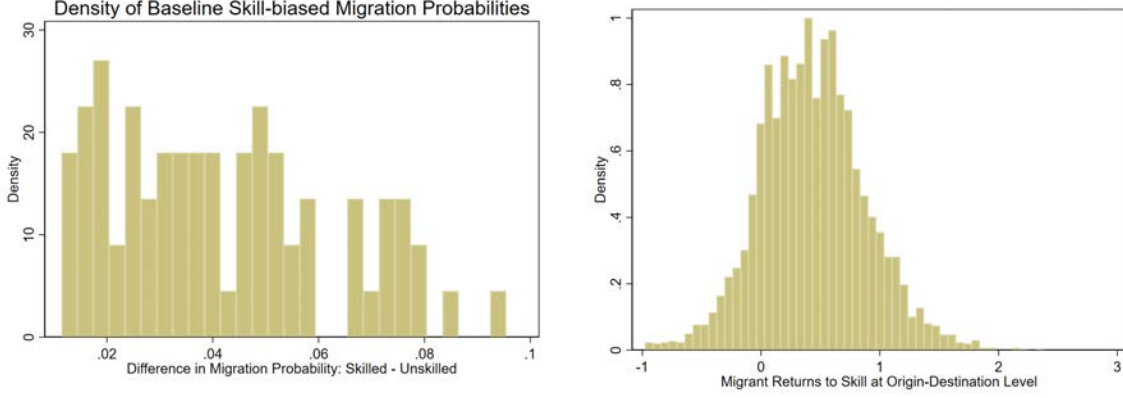 Density of Baseline Skill-biased Migration Probabilities
Density
30
20
10
0
.02 .04 .06 .08 .1
Difference in Migration Probability: Skilled - Unskilled
Density
1
.8
.6
.4
.2
0
-1 0 1 2 3
Migrant Returns to Skill at Origin-Destination Level